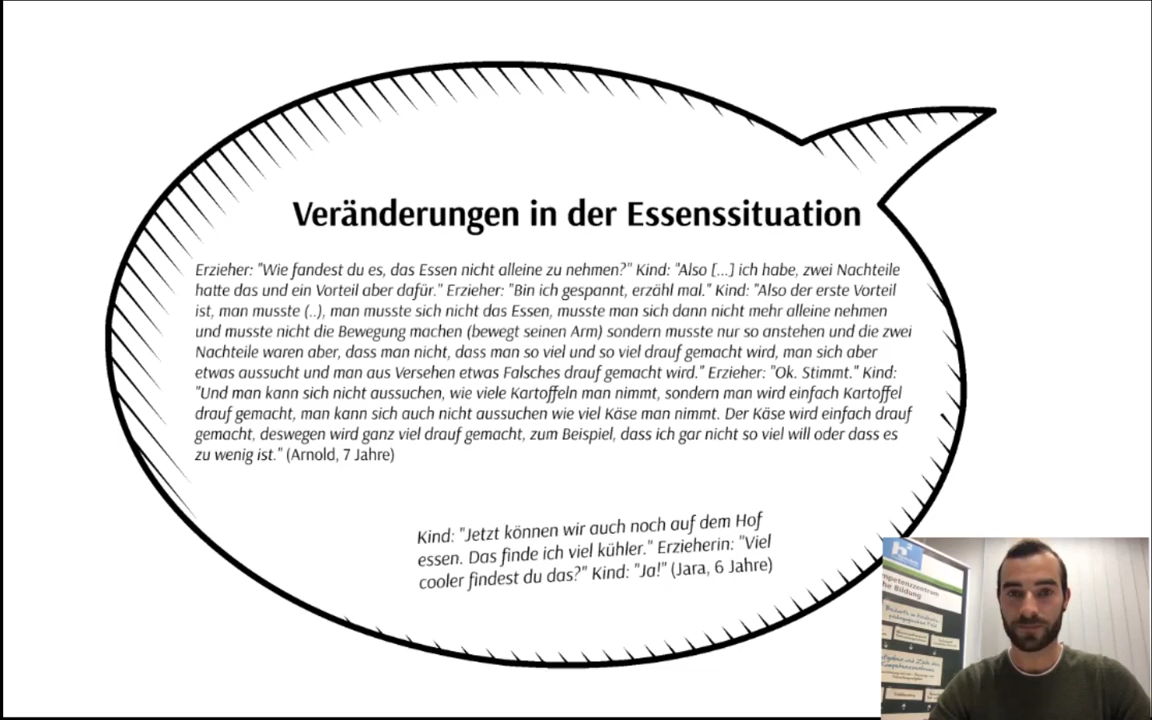 Veränderungen in der Essenssituation
Erzieher: "Wie fandest du es, das Essen nicht alleine zu nehmen?" Kind: "Also [...] ich habe, zwei Nachteile
hatte das und ein Vorteil aber dafür." Erzieher: "Bin ich gespannt, erzähl mal." Kind: "Also der erste Vorteil
ist, man musste (..), man musste sich nicht das Essen, musste man sich dann nicht mehr alleine nehmen
und musste nicht die Bewegung machen (bewegt seinen Arm) sondern musste nur so anstehen und die zwei
Nachteile waren aber, dass man nicht, dass man so viel und so viel drauf gemacht wird, man sich aber
etwas aussucht und man aus Versehen etwas Falsches drauf gemacht wird." Erzieher: "Ok. Stimmt." Kind:
"Und man kann sich nicht aussuchen, wie viele Kartoffeln man nimmt, sondern man wird einfach Kartoffel
drauf gemacht, man kann sich auch nicht aussuchen wie viel Käse man nimmt. Der Käse wird einfach drauf
gemacht, deswegen wird ganz viel drauf gemacht, zum Beispiel, dass ich gar nicht so viel will oder dass es
zu wenig ist." (Arnold, 7 Jahre)
Kind: "Jetzt können wir auch noch auf dem Hof
essen. Das finde ich viel kühler." Erzieherin: "Viel
cooler findest du das?" Kind: "Ja!" (Jara, 6 Jahre)
Bildung